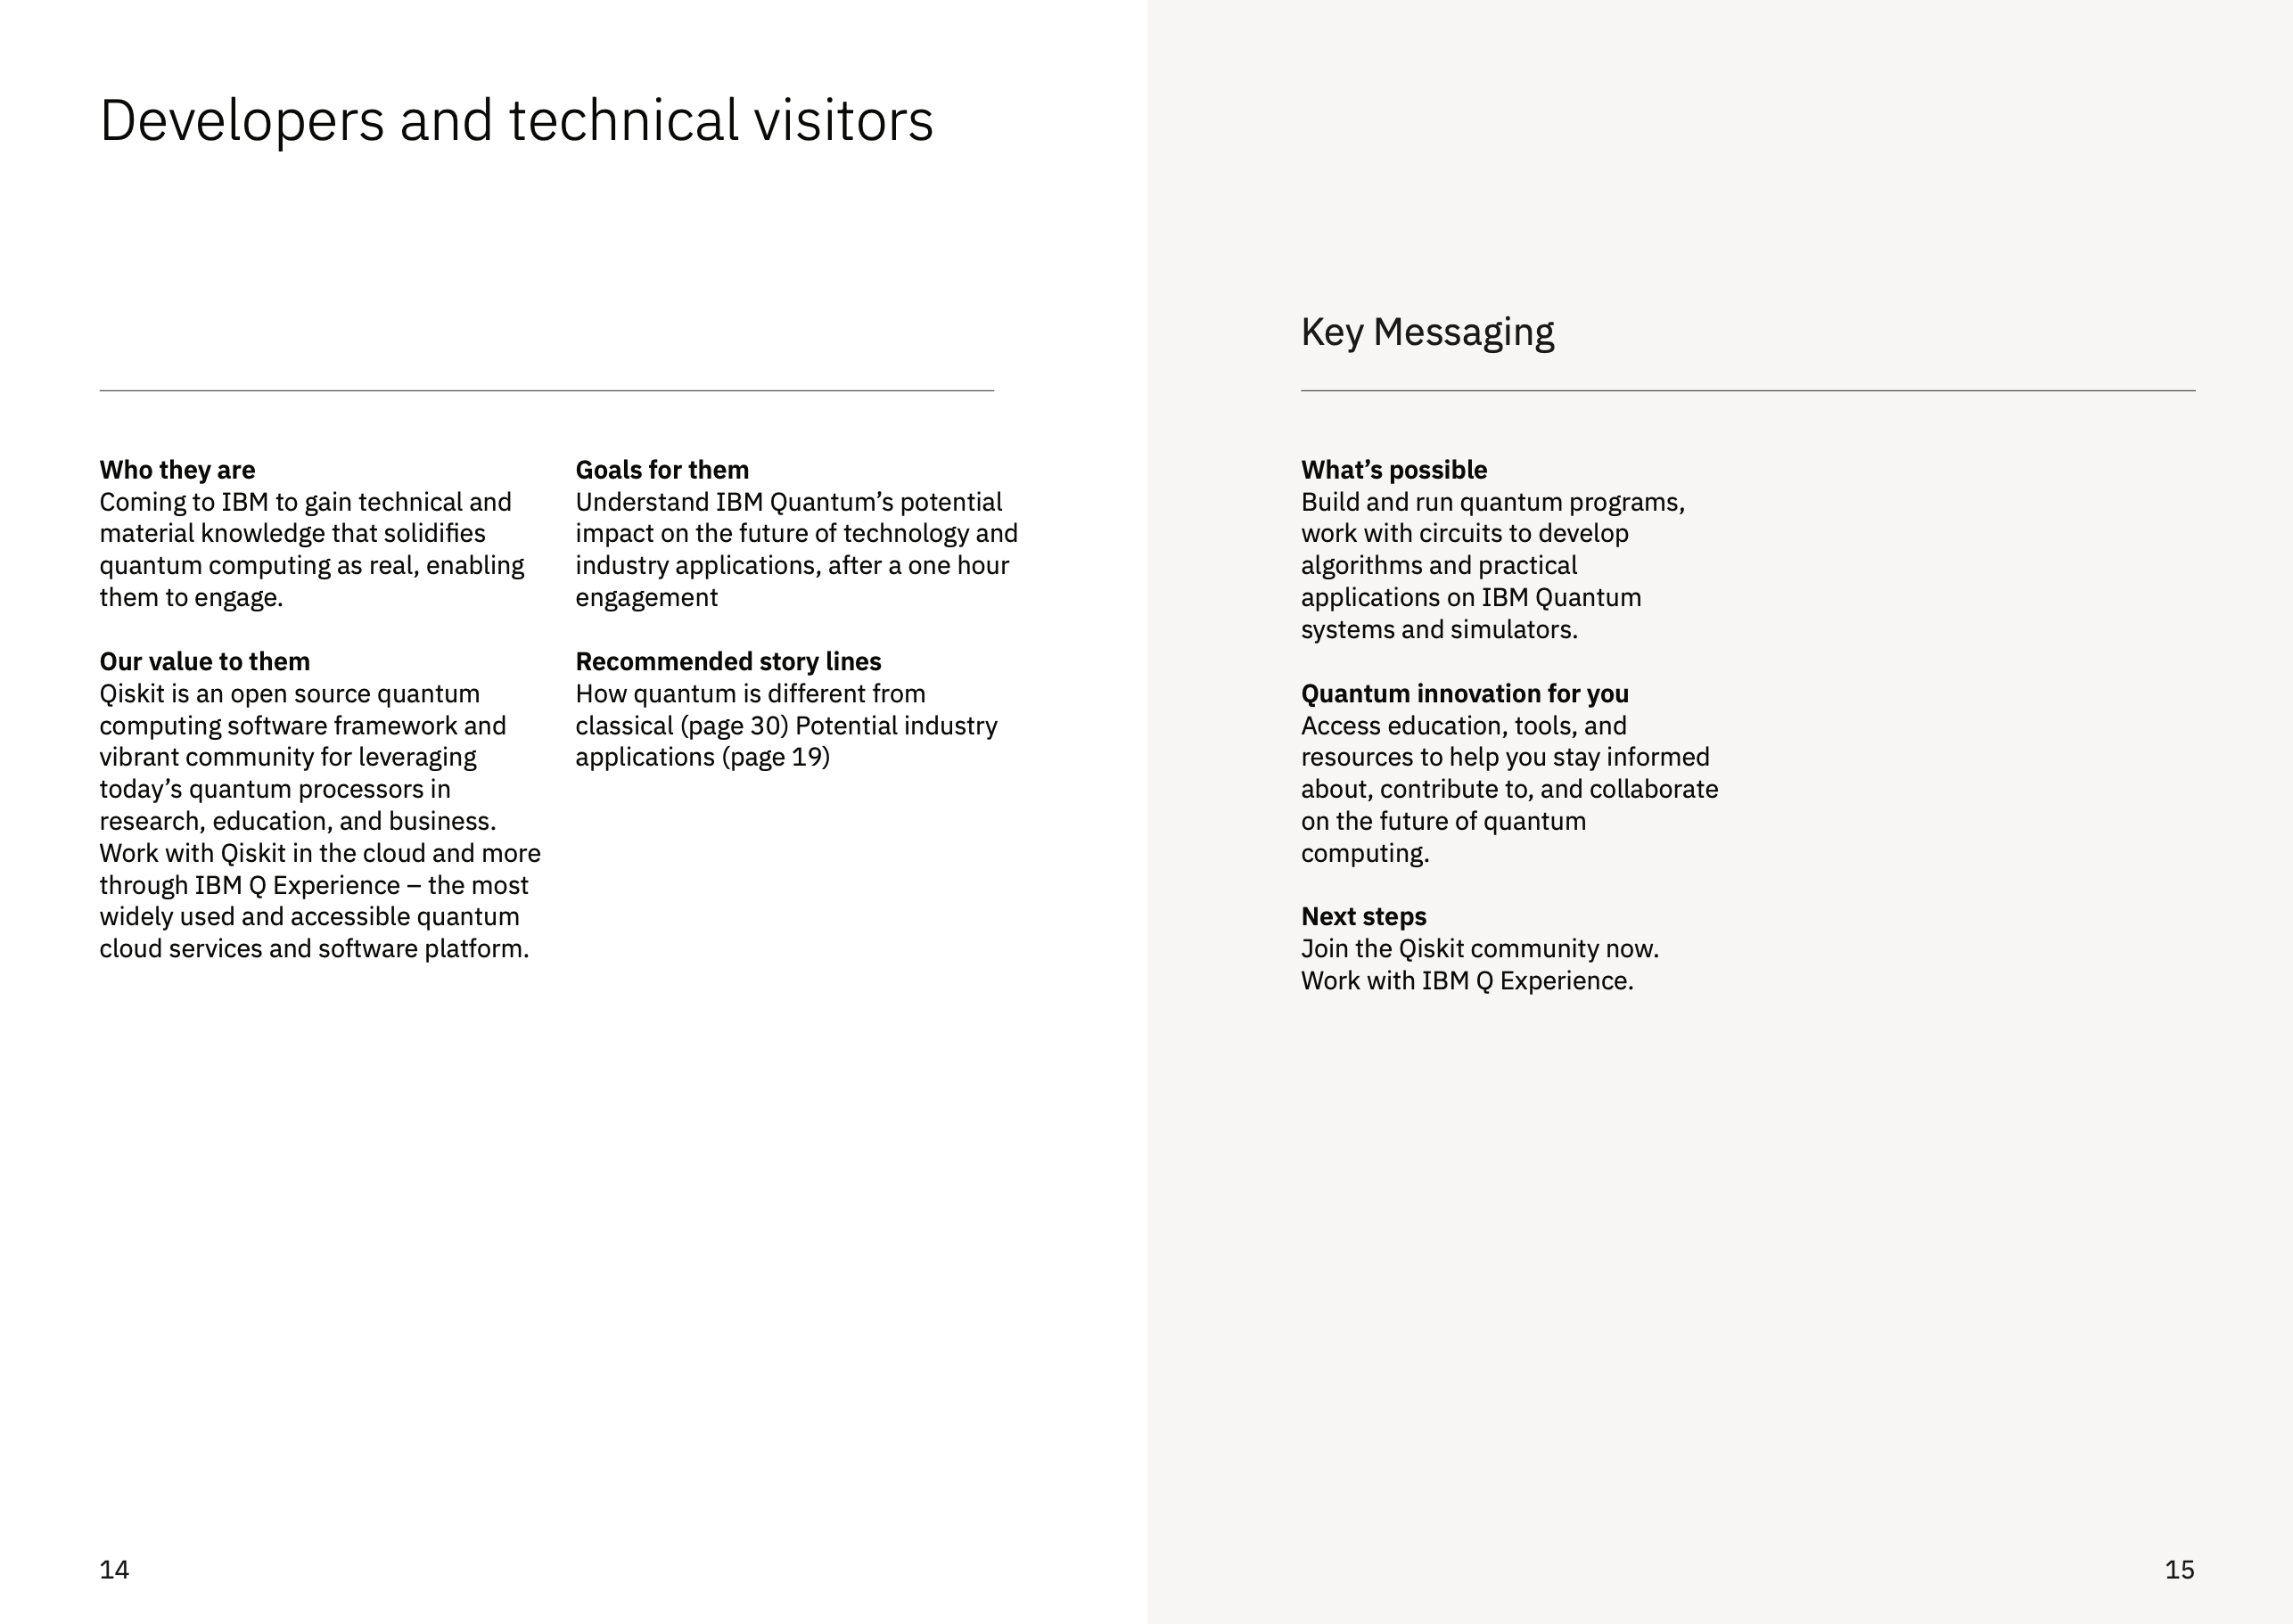 Developers and technical visitors
Who they are
Coming to IBM to gain technical and
material knowledge that solidifies
quantum computing as real, enabling
them to engage.
Our value to them
Qiskit is an open source quantum
computing software framework and
vibrant community for leveraging
today’s quantum processors in
research, education, and business.
Work with Qiskit in the cloud and more
through IBM Q Experience – the most
widely used and accessible quantum
cloud services and software platform.
Goals for them
Understand IBM Quantum’s potential
impact on the future of technology and
industry applications, after a one hour
engagement
Recommended story lines
How quantum is different from
classical (page 30) Potential industry
applications (page 19)
14
Key Messaging
What’s possible
Build and run quantum programs,
work with circuits to develop
algorithms and practical
applications on IBM Quantum
systems and simulators.
Quantum innovation for you
Access education, tools, and
resources to help you stay informed
about, contribute to, and collaborate
on the future of quantum
computing.
Next steps
Join the Qiskit community now.
Work with IBM Q Experience.
15